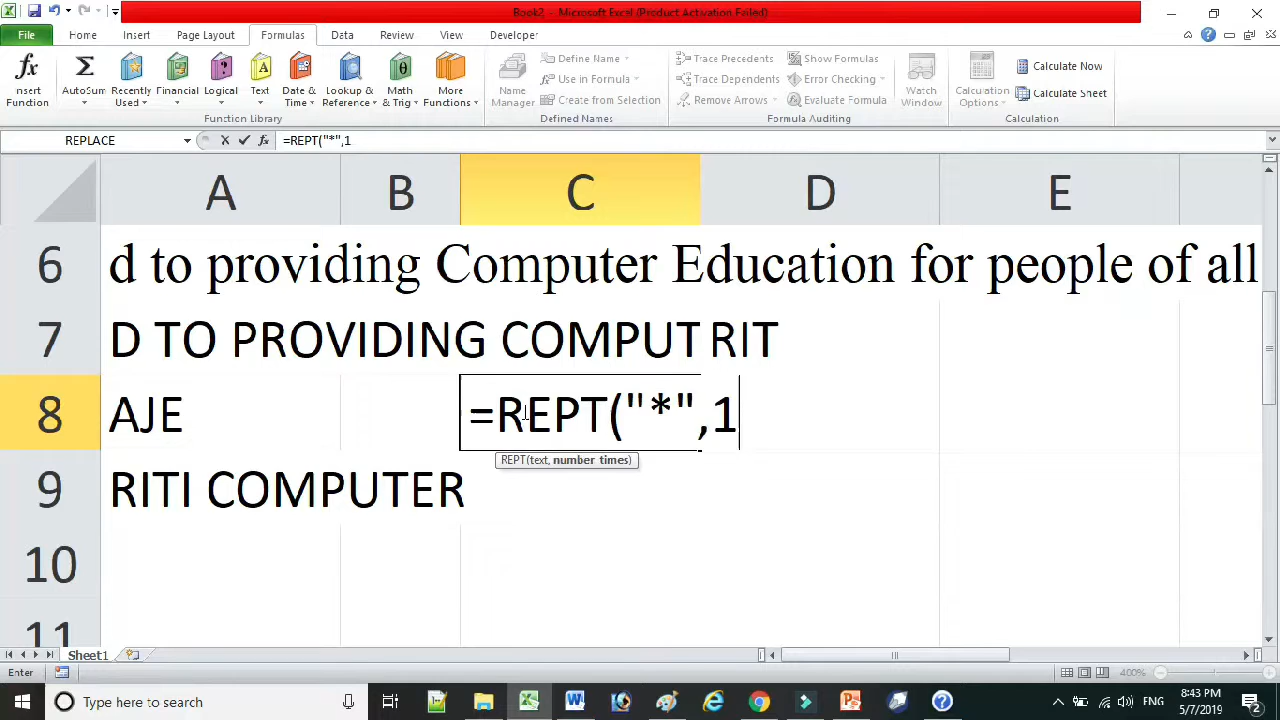 Book2 - Microsoft Excel (Product Activation Failed)
File Home Insert Page Layout Formulas Data Review View Developer
Insert Function
AutoSum
Recently Used
Financial
Logical
Text
Date & Time
Lookup & Reference
Math & Trig
More Functions
Function Library
Name Manager
Define Name
Use in Formula
Create from Selection
Defined Names
Trace Precedents
Trace Dependents
Remove Arrows
Show Formulas
Error Checking
Evaluate Formula
Watch Window
Formula Auditing
Calculation Options
Calculate Now
Calculate Sheet
Calculation
REPLACE fx =REPT("*",1
A B C D E
6 d to providing Computer Education for people of all
7 D TO PROVIDING COMPUT RIT
8 AJE =REPT("*",1
REPT(text, number times)
9 RITI COMPUTER
10
11
Sheet1
Enter 400%
Type here to search
ENG
8:43 PM
5/7/2019
2